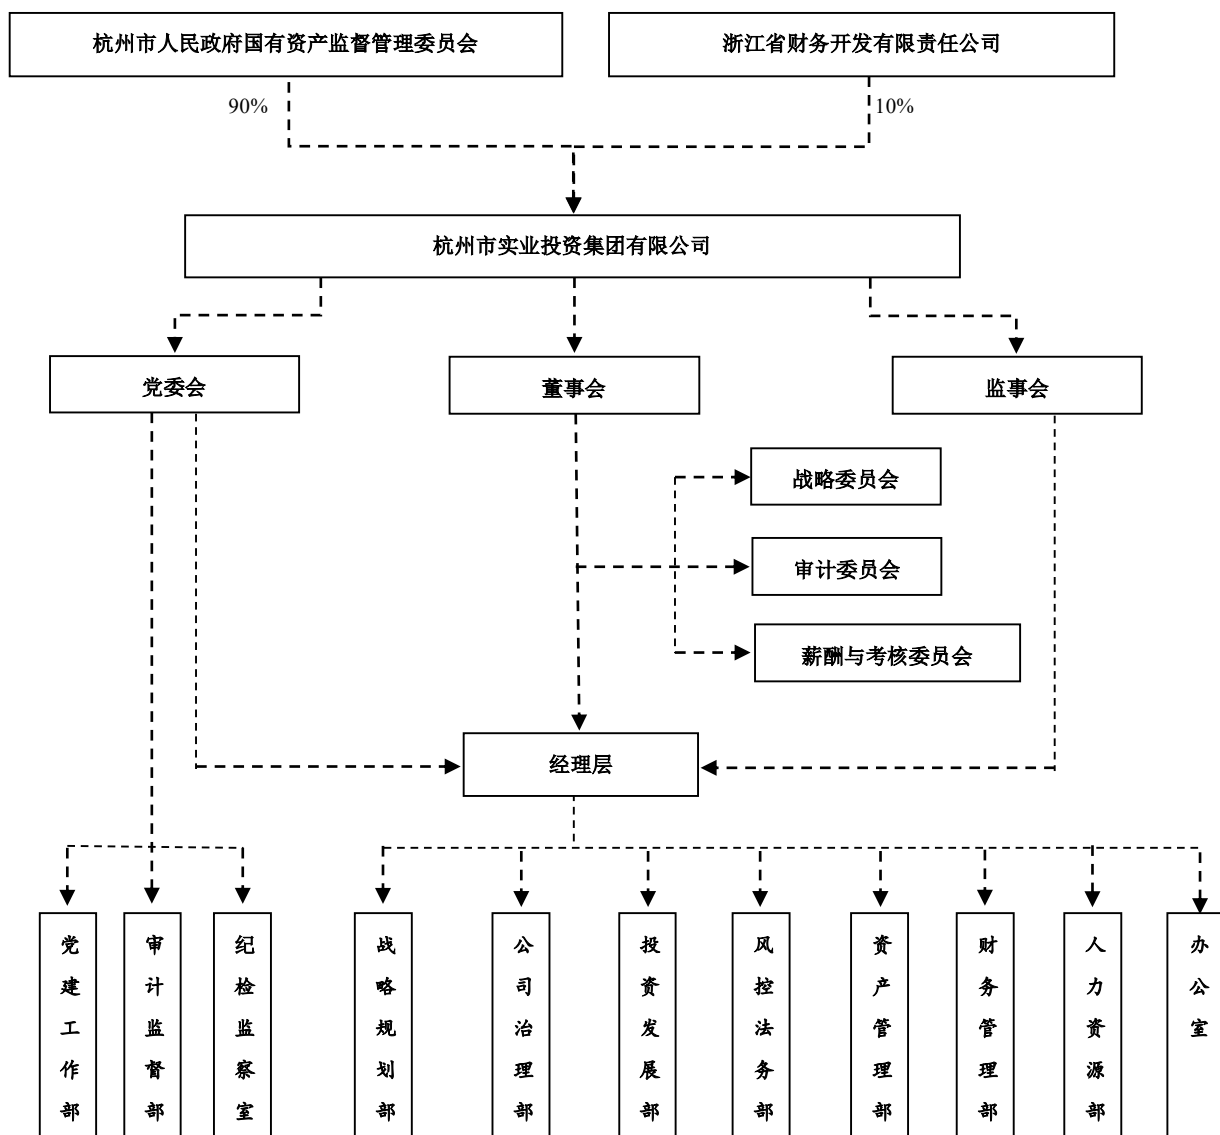 杭州市人民政府国有资产监督管理委员会
浙江省财务开发有限责任公司
90%
10%
杭州市实业投资集团有限公司
党委会
董事会
监事会
战略委员会
审计委员会
薪酬与考核委员会
经理层
党建工作部
审计监督部
纪检监察室
战略规划部
公司治理部
投资发展部
风控法务部
资产管理部
财务管理部
人力资源部
办公室